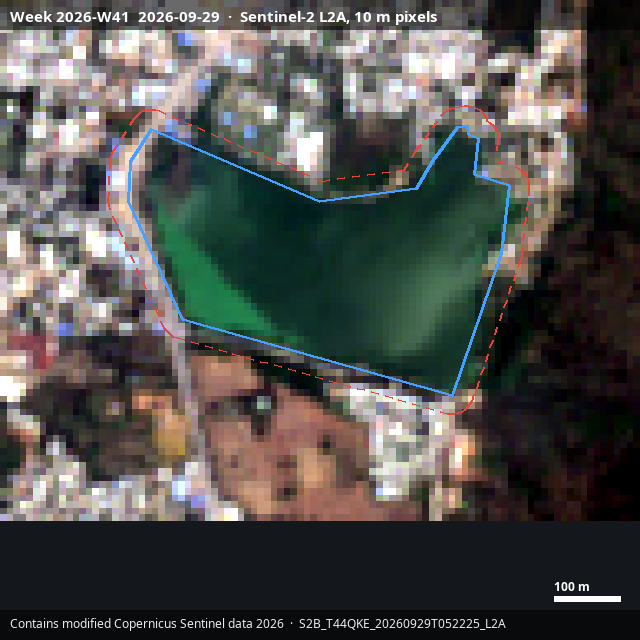 Week 2026-W41  2026-09-29  ·  Sentinel-2 L2A, 10 m pixels
100 m
Contains modified Copernicus Sentinel data 2026  ·  S2B_T44QKE_20260929T052225_L2A